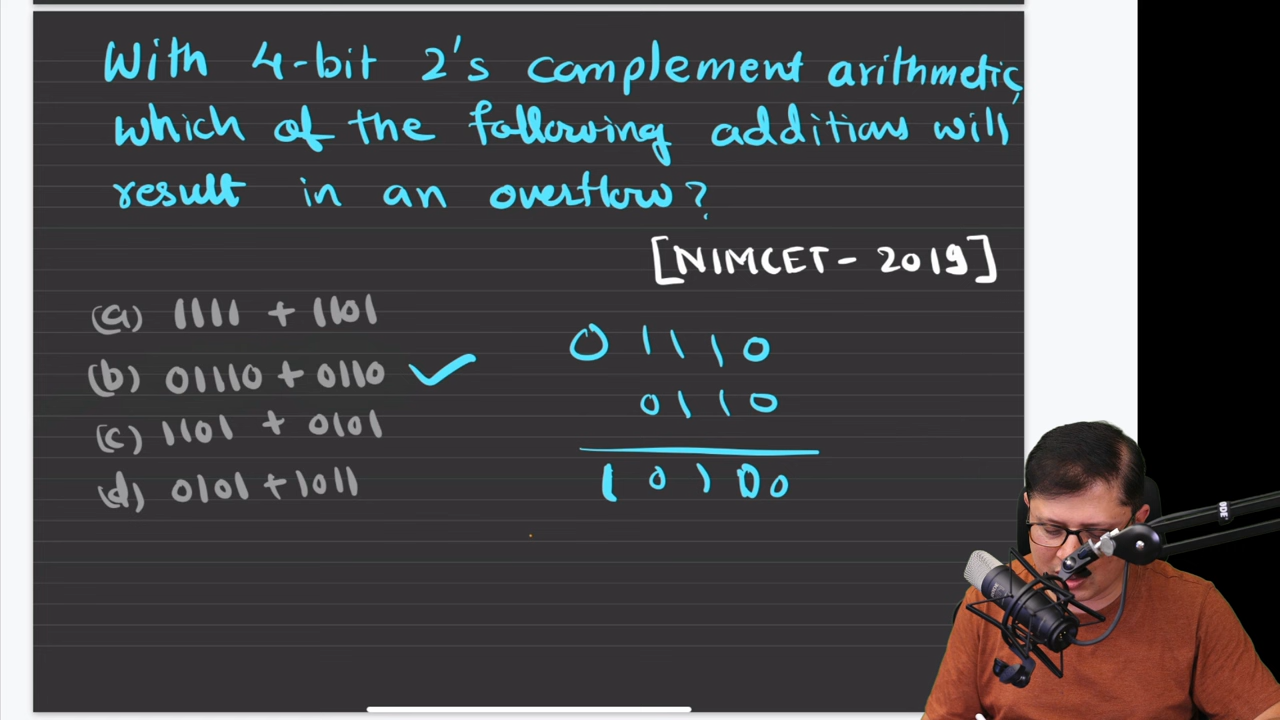 With 4-bit 2's complement arithmetic,
which of the following additions will
result in an overflow?
[NIMCET - 2019]
(a) 1111 + 1101
(b) 01110 + 0110
(c) 1101 + 0101
(d) 0101 + 1011
0 1 1 1 0
0 1 1 0
1 0 1 0 0